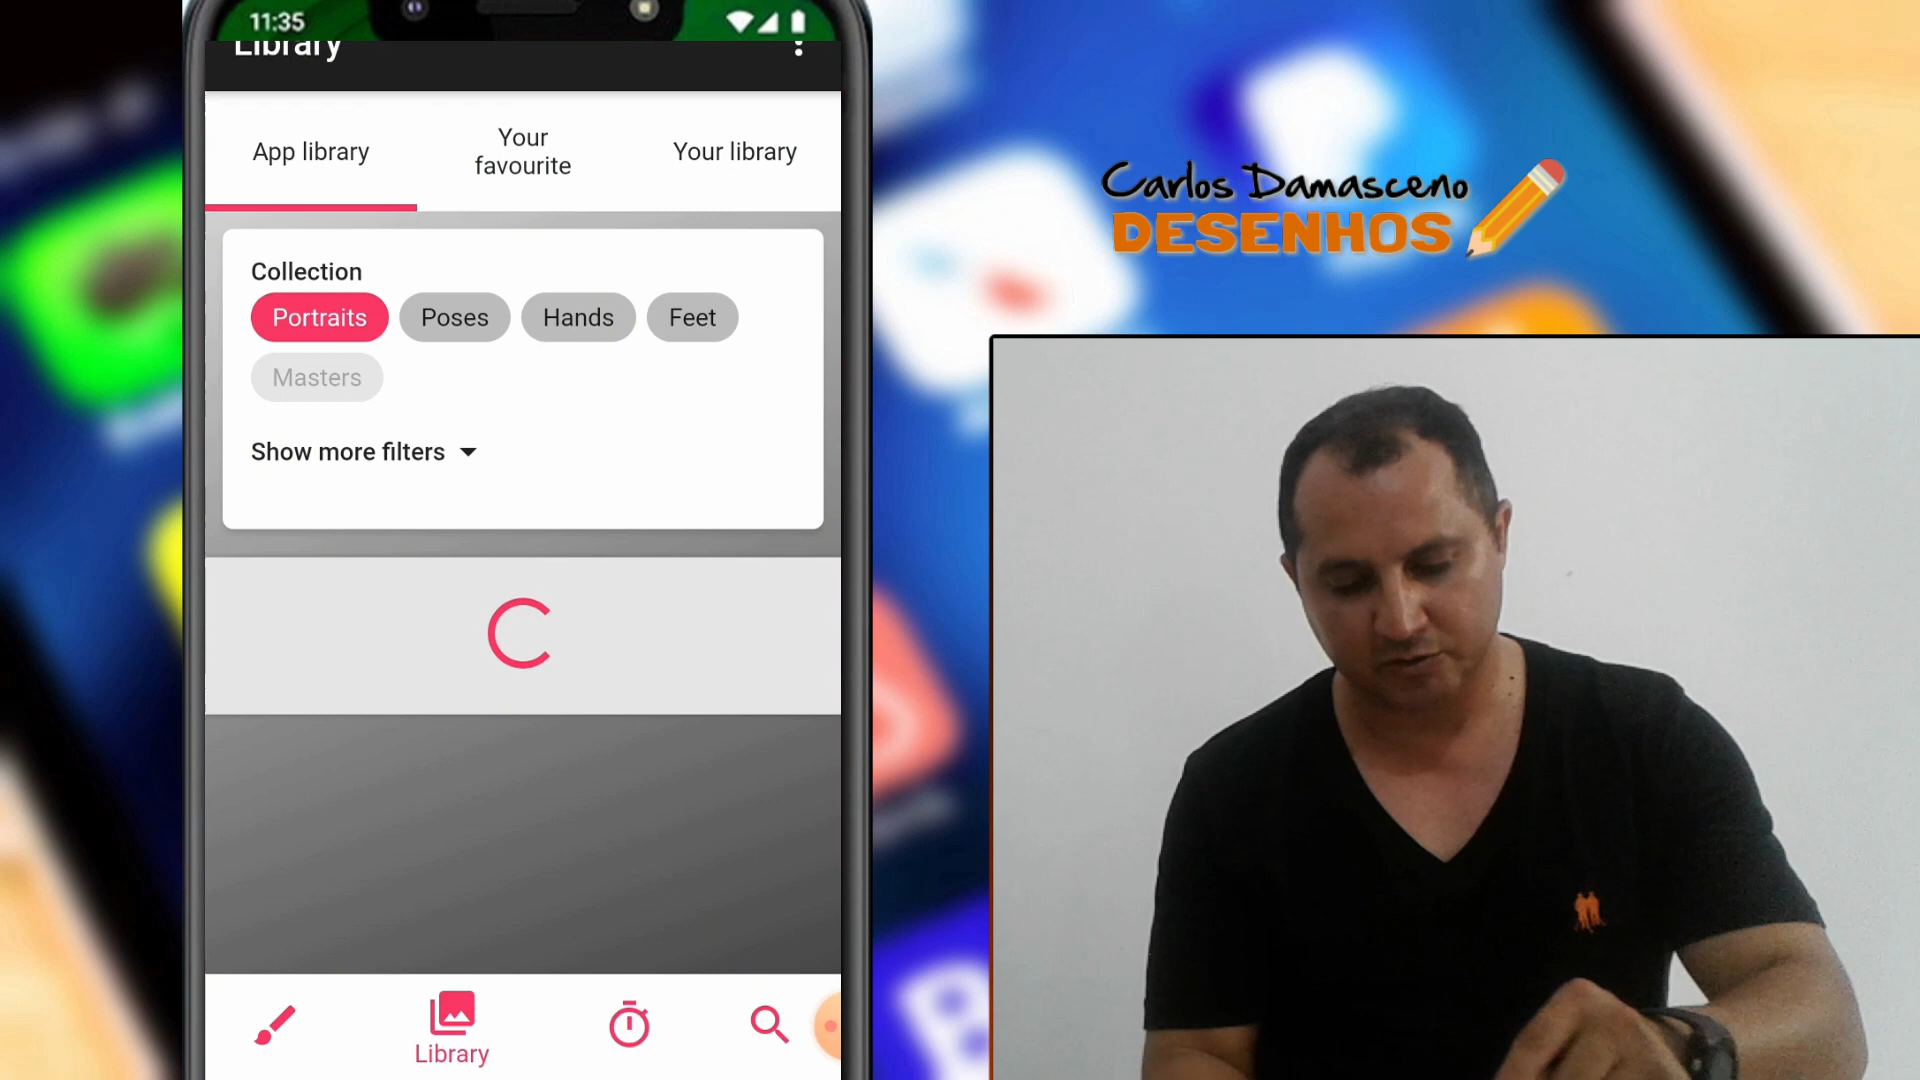 11:35
Library
App library
Your
favourite
Your library
Collection
Portraits
Poses
Hands
Feet
Masters
Show more filters
Library
Carlos Damasceno
DESENHOS